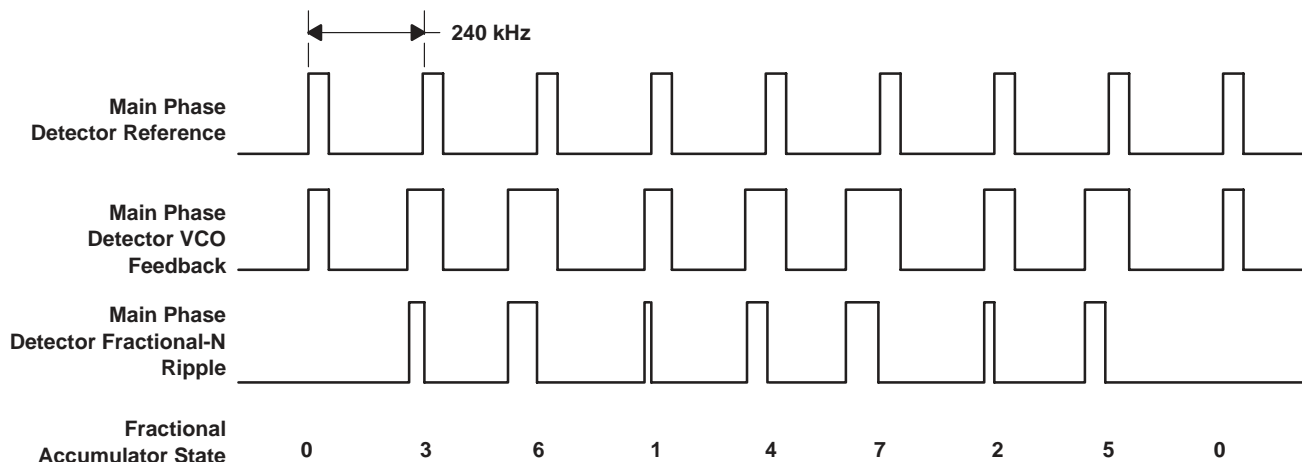 240 kHz
Main Phase
Detector Reference
Main Phase
Detector VCO
Feedback
Main Phase
Detector Fractional-N
Ripple
Fractional
Accumulator State
0 3 6 1 4 7 2 5 0